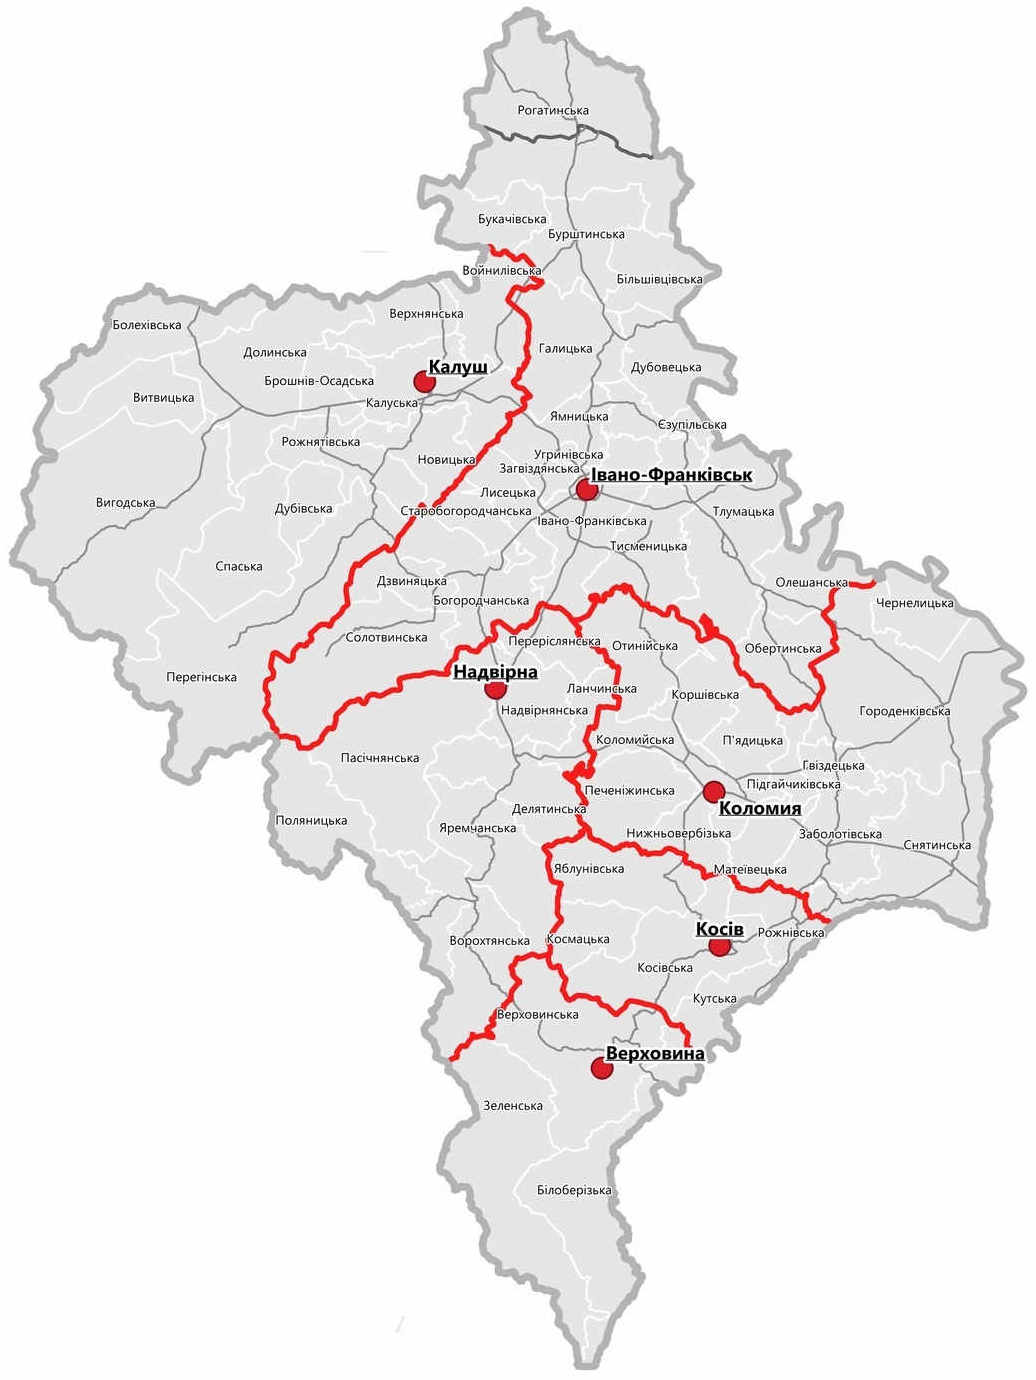 Рогатинська
Букачівська
Бурштинська
Войнилівська
Більшівцівська
Верхнянська
Болехівська
Галицька
Долинська
Калуш
Дубовецька
Брошнів-Осадська
Витвицька
Калуська
Ямницька
Єзупільська
Рожнятівська
Угринівська
Новицька
Загвіздянська
Івано-Франківськ
Лисецька
Вигодська
Дубівська
Старобогородчанська
Тлумацька
Івано-Франківська
Тисменицька
Спаська
Дзвиняцька
Олешанська
Богородчанська
Чернелицька
Солотвинська
Переріслянська
Отинійська
Обертинська
Надвірна
Перегінська
Ланчинська
Коршівська
Надвірнянська
Городенківська
Коломийська
П'ядицька
Пасічнянська
Гвіздецька
Підгайчиківська
Печеніжинська
Коломия
Делятинська
Поляницька
Яремчанська
Нижньовербізька
Заболотівська
Снятинська
Яблунівська
Матеївецька
Косів
Рожнівська
Ворохтянська
Космацька
Косівська
Кутська
Верховинська
Верховина
Зеленська
Білоберізька